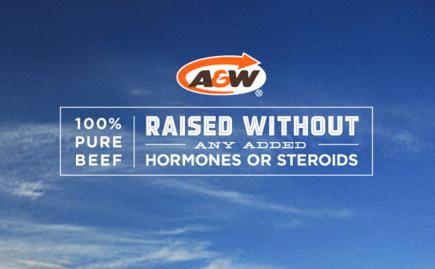 A&W
100% PURE BEEF
RAISED WITHOUT
ANY ADDED
HORMONES OR STEROIDS